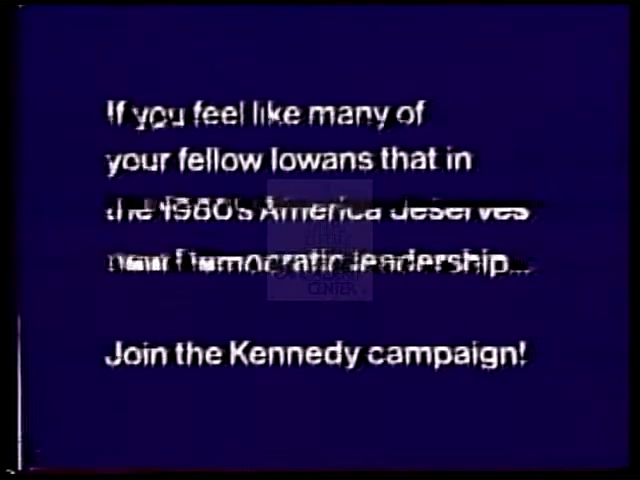 If you feel like many of
your fellow Iowans that in
the 1980's America deserves
new Democratic leadership...
Join the Kennedy campaign!
CENTER